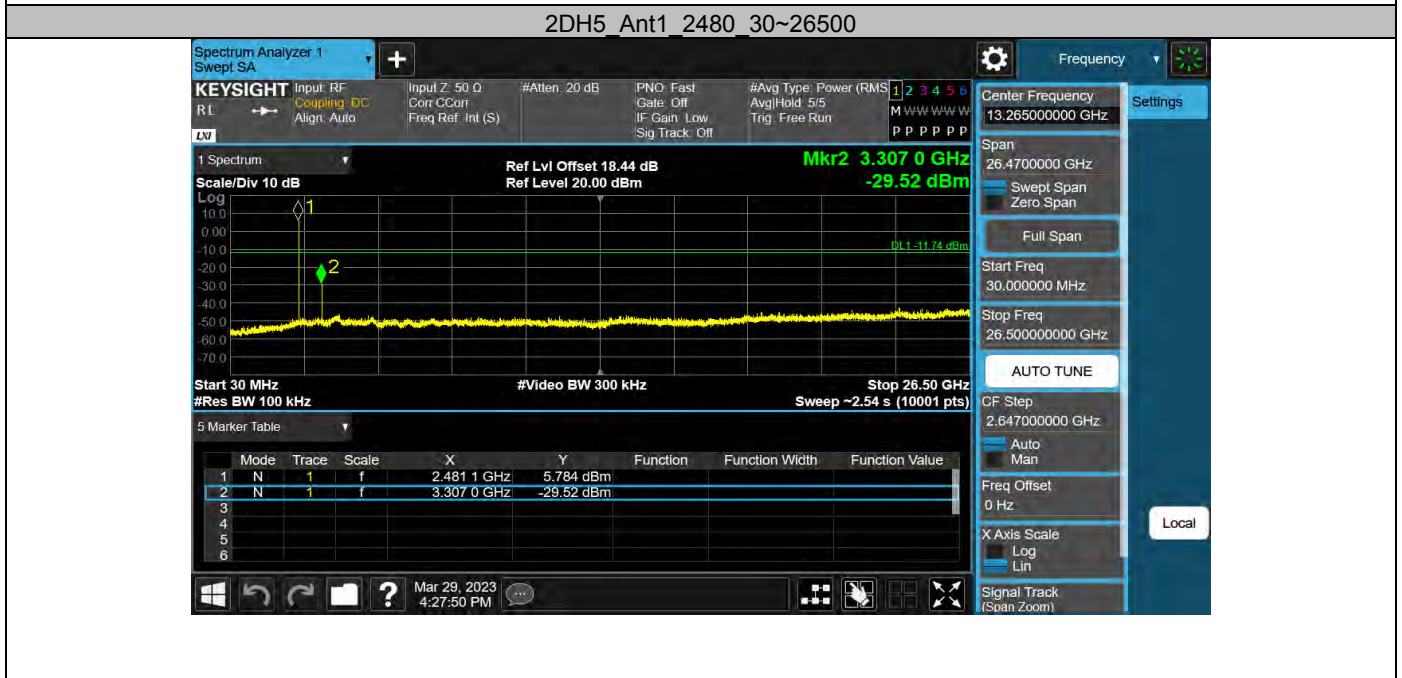 2DH5_Ant1_2480_30~26500
Spectrum Analyzer 1
Swept SA
Frequency
KEYSIGHT
Input: RF
Coupling: DC
Align: Auto
Input Z: 50 Ω
Corr CCorr
Freq Ref: Int (S)
#Atten: 20 dB
PNO: Fast
Gate: Off
IF Gain: Low
Sig Track: Off
#Avg Type: Power (RMS
Avg|Hold: 5/5
Trig: Free Run
1 2 3 4 5 6
M W W W W W
P P P P P P
RL
LXI
Center Frequency
13.265000000 GHz
Settings
1 Spectrum
Ref Lvl Offset 18.44 dB
Mkr2 3.307 0 GHz
Scale/Div 10 dB
Ref Level 20.00 dBm
-29.52 dBm
Span
26.4700000 GHz
Swept Span
Zero Span
Full Span
Log
10.0
0.00
-10.0
-20.0
-30.0
-40.0
-50.0
-60.0
-70.0
1
2
DL1 -11.74 dBm
Start Freq
30.000000 MHz
Stop Freq
26.500000000 GHz
AUTO TUNE
Start 30 MHz
#Video BW 300 kHz
Stop 26.50 GHz
#Res BW 100 kHz
Sweep ~2.54 s (10001 pts)
CF Step
2.647000000 GHz
Auto
Man
5 Marker Table
Mode Trace Scale X Y Function Function Width Function Value
1 N 1 f 2.481 1 GHz 5.784 dBm
2 N 1 f 3.307 0 GHz -29.52 dBm
3
4
5
6
Freq Offset
0 Hz
X Axis Scale
Log
Lin
Local
Signal Track
(Span Zoom)
?
Mar 29, 2023
4:27:50 PM